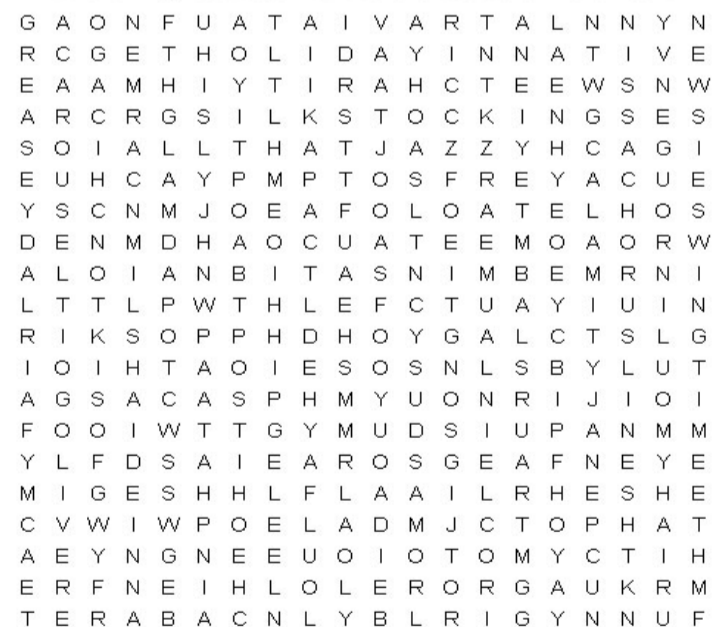 G A O N F U A T A I V A R T A L N N Y N
R C G E T H O L I D A Y I N N A T I V E
E A A M H I Y T I R A H C T E E W S N W
A R C R G S I L K S T O C K I N G S E S
S O I A L L T H A T J A Z Z Y H C A G I
E U H C A Y P M P T O S F R E Y A C U E
Y S C N M J O E A F O L O A T E L H O S
D E N M D H A O C U A T E E M O A O R W
A L O I A N B I T A S N I M B E M R N I
L T T L P W T H L E F C T U A Y I U I N
R I K S O P P H D H O Y G A L C T S L G
I O I H T A O I E S O S N L S B Y L U T
A G S A C A S P H M Y U O N R I J I O I
F O O I W T T G Y M U D S I U P A N M M
Y L F D S A I E A R O S G E A F N E Y E
M I G E S H H L F L A A I L R H E S H E
C V W I W P O E L A D M J C T O P H A T
A E Y N G N E E U O I O T O M Y C T I H
E R F N E I H L O L E R O R G A U K R M
T E R A B A C N L Y B L R I G Y N N U F